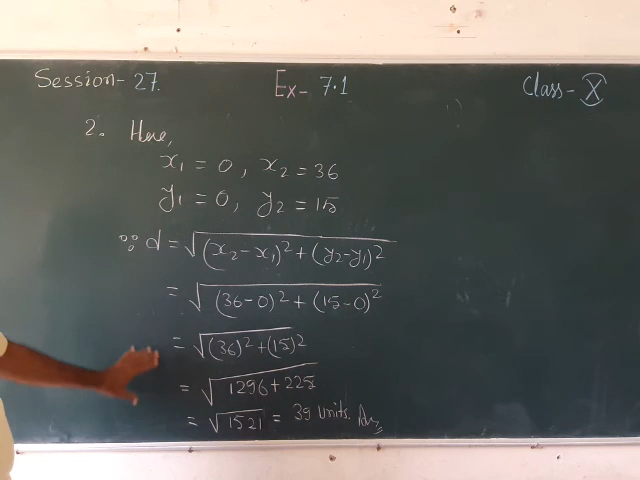 Session- 27.
Ex- 7.1
Class- X
2. Here,
x₁ = 0, x₂ = 36
y₁ = 0, y₂ = 15
∵ d = √(x₂-x₁)² + (y₂-y₁)²
= √(36-0)² + (15-0)²
= √(36)² + (15)²
= √1296 + 225
= √1521 = 39 units. Ans